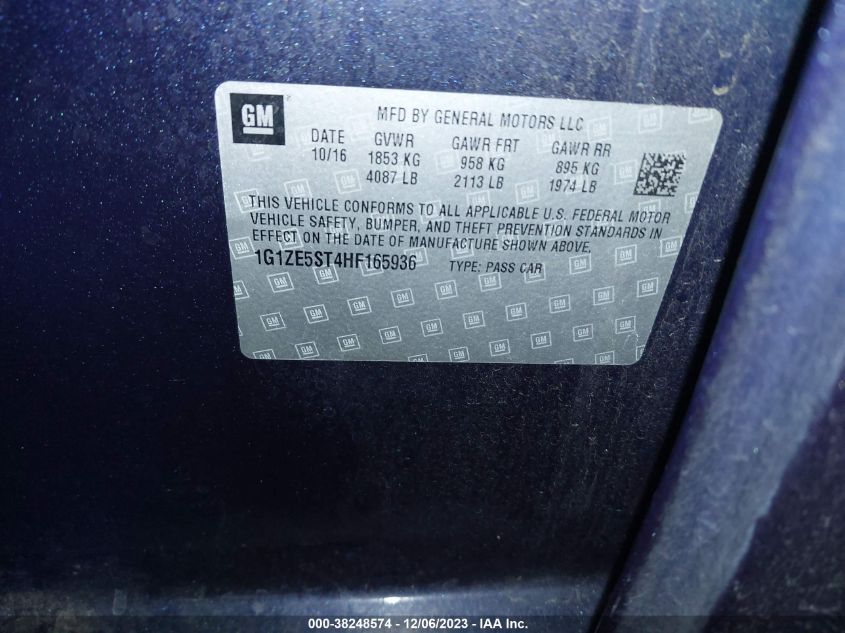 GM
MFD BY GENERAL MOTORS LLC
DATE GVWR GAWR FRT GAWR RR
10/16 1853 KG 958 KG 895 KG
4087 LB 2113 LB 1974 LB
THIS VEHICLE CONFORMS TO ALL APPLICABLE U.S. FEDERAL MOTOR
VEHICLE SAFETY, BUMPER, AND THEFT PREVENTION STANDARDS IN
EFFECT ON THE DATE OF MANUFACTURE SHOWN ABOVE.
1G1ZE5ST4HF165936 TYPE: PASS CAR
000-38248574 - 12/06/2023 - IAA Inc.